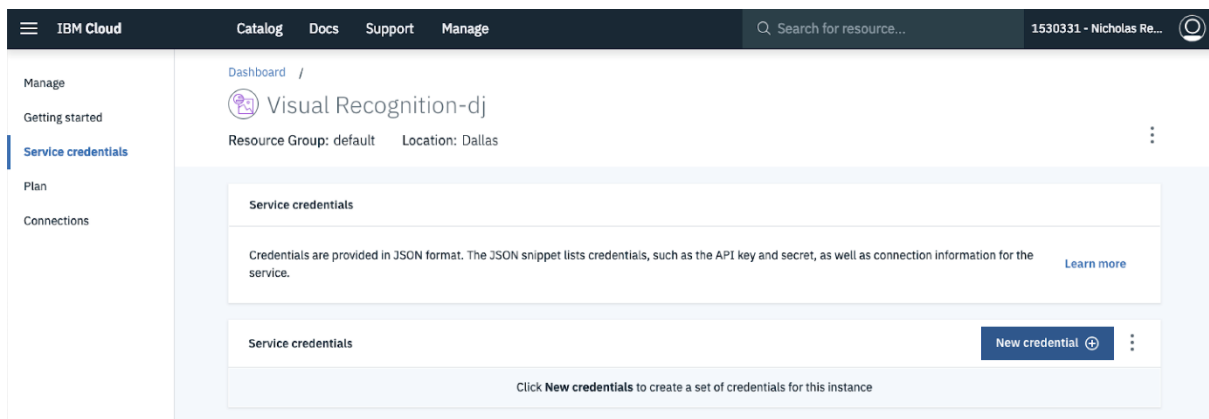 IBM Cloud Catalog Docs Support Manage Search for resource... 1530331 - Nicholas Re...
Manage
Getting started
Service credentials
Plan
Connections
Dashboard /
Visual Recognition-dj
Resource Group: default Location: Dallas
Service credentials
Credentials are provided in JSON format. The JSON snippet lists credentials, such as the API key and secret, as well as connection information for the
service.
Learn more
Service credentials
New credential
Click New credentials to create a set of credentials for this instance